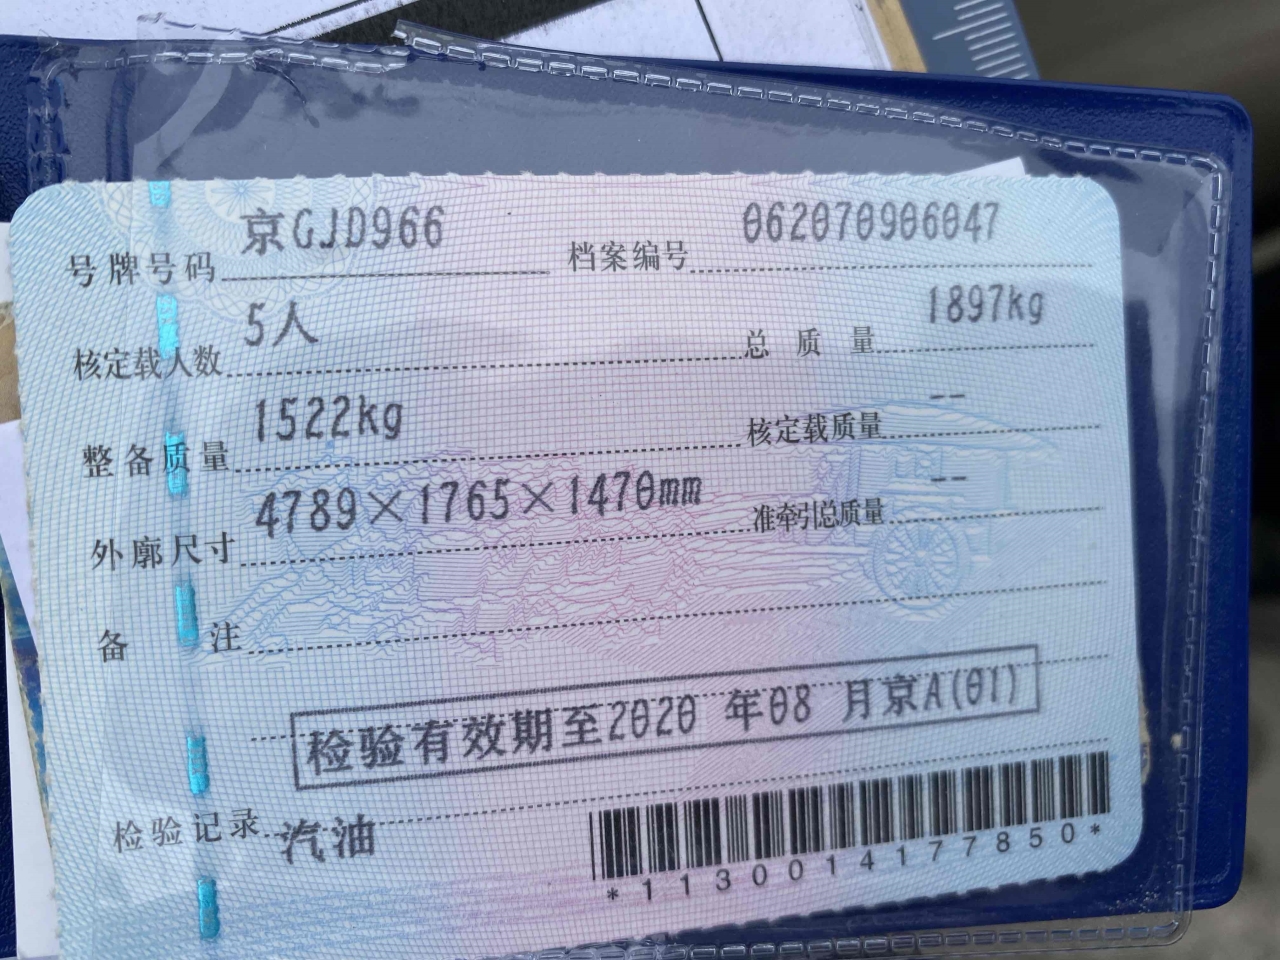 号牌号码 京GJD966 档案编号 062070906047
核定载人数 5人 总质量 1897kg
整备质量 1522kg 核定载质量 --
外廓尺寸 4789×1765×1470mm 准牵引总质量 --
备注
检验有效期至2020年08月京A(01)
检验记录 汽油
*1130014177850*